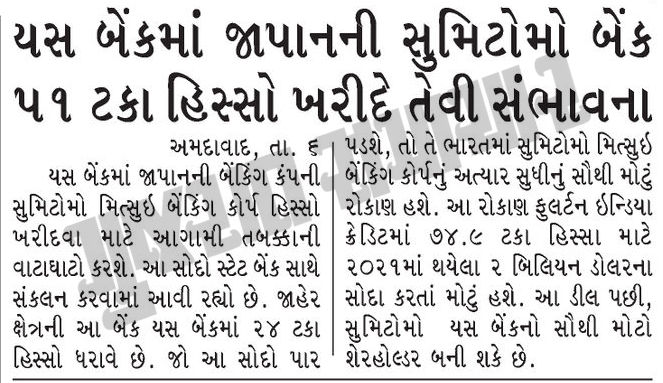 યસ બેંકમાં જાપાનની સુમિટોમો બેંક
૫૧ ટકા હિસ્સો ખરીદે તેવી સંભાવના
અમદાવાદ, તા. ૬
યસ બેંકમાં જાપાનની બેંકિંગ કંપની
સુમિટોમો મિત્સુઇ બેંકિંગ કોર્પ હિસ્સો
ખરીદવા માટે આગામી તબક્કાની
વાટાઘાટો કરશે. આ સોદો સ્ટેટ બેંક સાથે
સંકલન કરવામાં આવી રહ્યો છે. જાહેર
ક્ષેત્રની આ બેંક યસ બેંકમાં ૨૪ ટકા
હિસ્સો ધરાવે છે. જો આ સોદો પાર
પડશે, તો તે ભારતમાં સુમિટોમો મિત્સુઇ
બેંકિંગ કોર્પનું અત્યાર સુધીનું સૌથી મોટું
રોકાણ હશે. આ રોકાણ ફુલર્ટન ઇન્ડિયા
ક્રેડિટમાં ૭૪.૯ ટકા હિસ્સા માટે
૨૦૨૧માં થયેલા ૨ બિલિયન ડોલરના
સોદા કરતાં મોટું હશે. આ ડીલ પછી,
સુમિટોમો યસ બેંકનો સૌથી મોટો
શેરહોલ્ડર બની શકે છે.
ગુજરાત સમાચાર